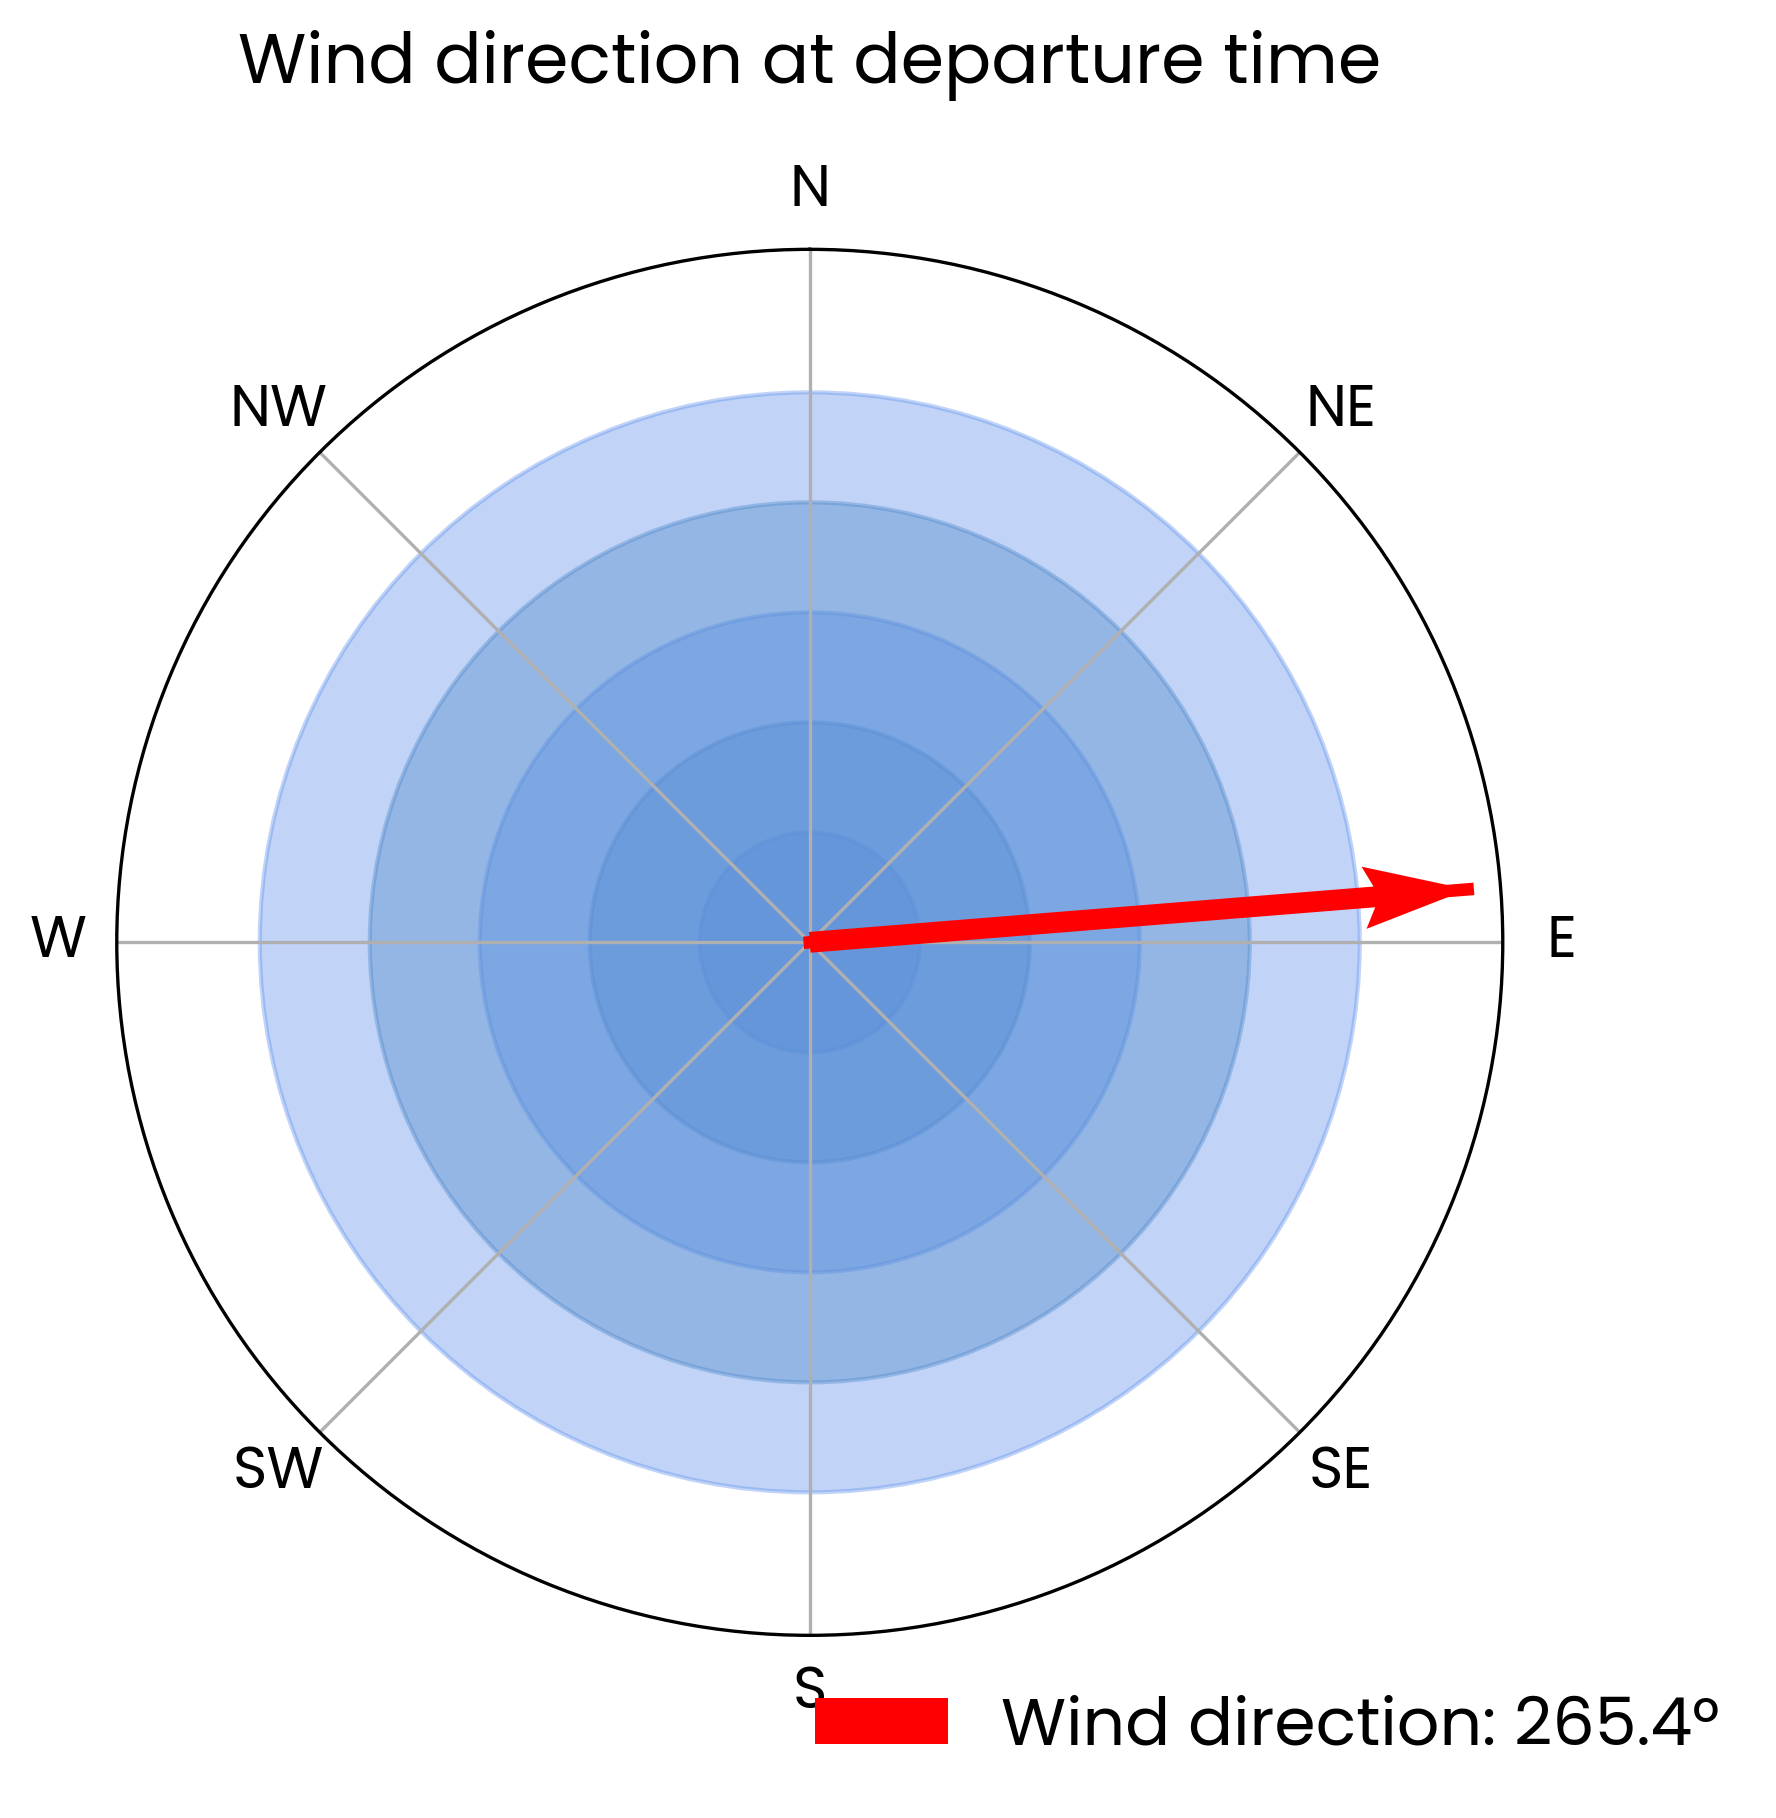 Wind direction at departure time
N
NW
NE
W
E
SW
SE
S
Wind direction: 265.4°